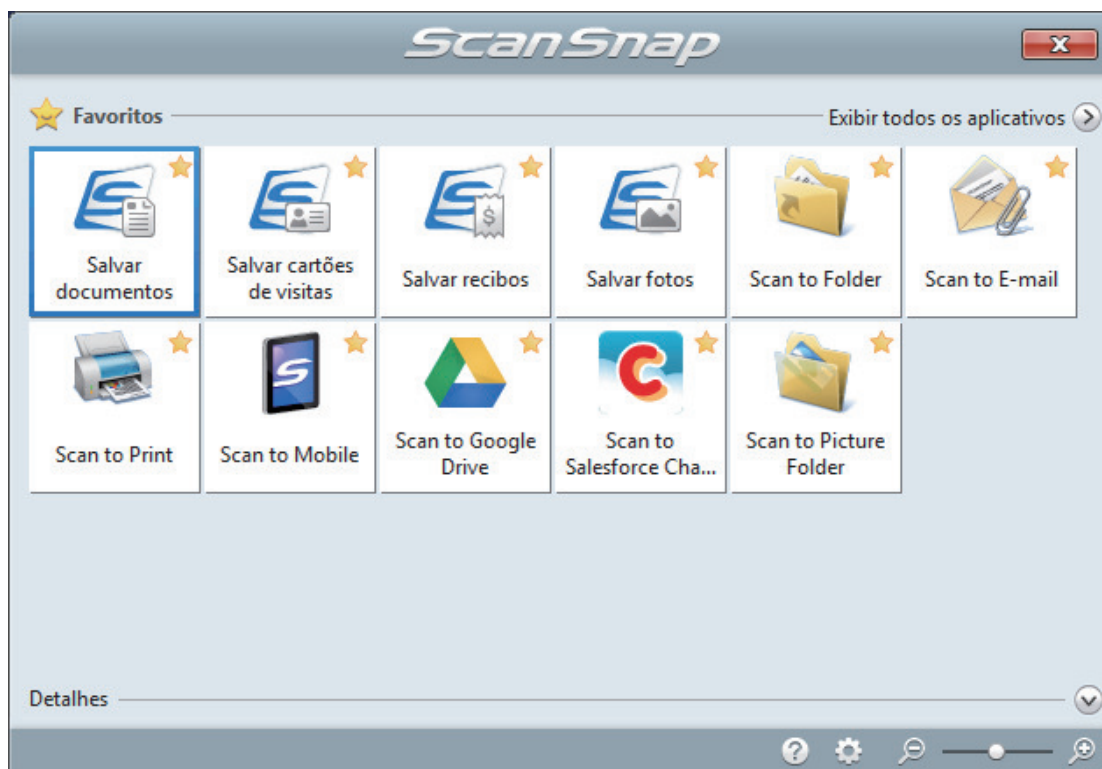 ScanSnap
Favoritos
Exibir todos os aplicativos
Salvar
documentos
Salvar cartões
de visitas
Salvar recibos
Salvar fotos
Scan to Folder
Scan to E-mail
Scan to Print
Scan to Mobile
Scan to Google
Drive
Scan to
Salesforce Cha...
Scan to Picture
Folder
Detalhes